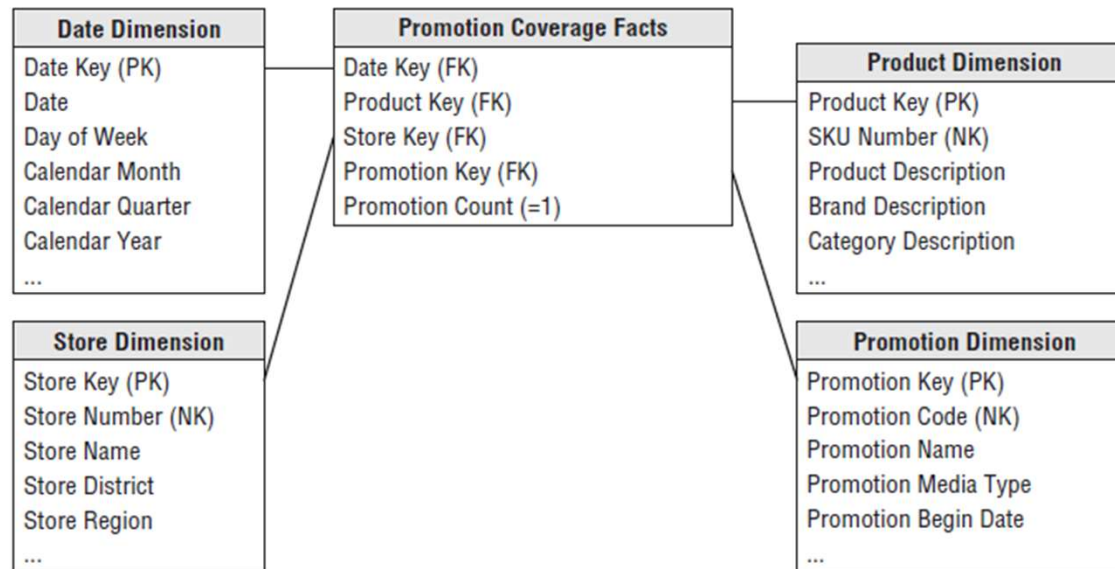 Date Dimension
Date Key (PK)
Date
Day of Week
Calendar Month
Calendar Quarter
Calendar Year
...
Promotion Coverage Facts
Date Key (FK)
Product Key (FK)
Store Key (FK)
Promotion Key (FK)
Promotion Count (=1)
Product Dimension
Product Key (PK)
SKU Number (NK)
Product Description
Brand Description
Category Description
...
Store Dimension
Store Key (PK)
Store Number (NK)
Store Name
Store District
Store Region
...
Promotion Dimension
Promotion Key (PK)
Promotion Code (NK)
Promotion Name
Promotion Media Type
Promotion Begin Date
...